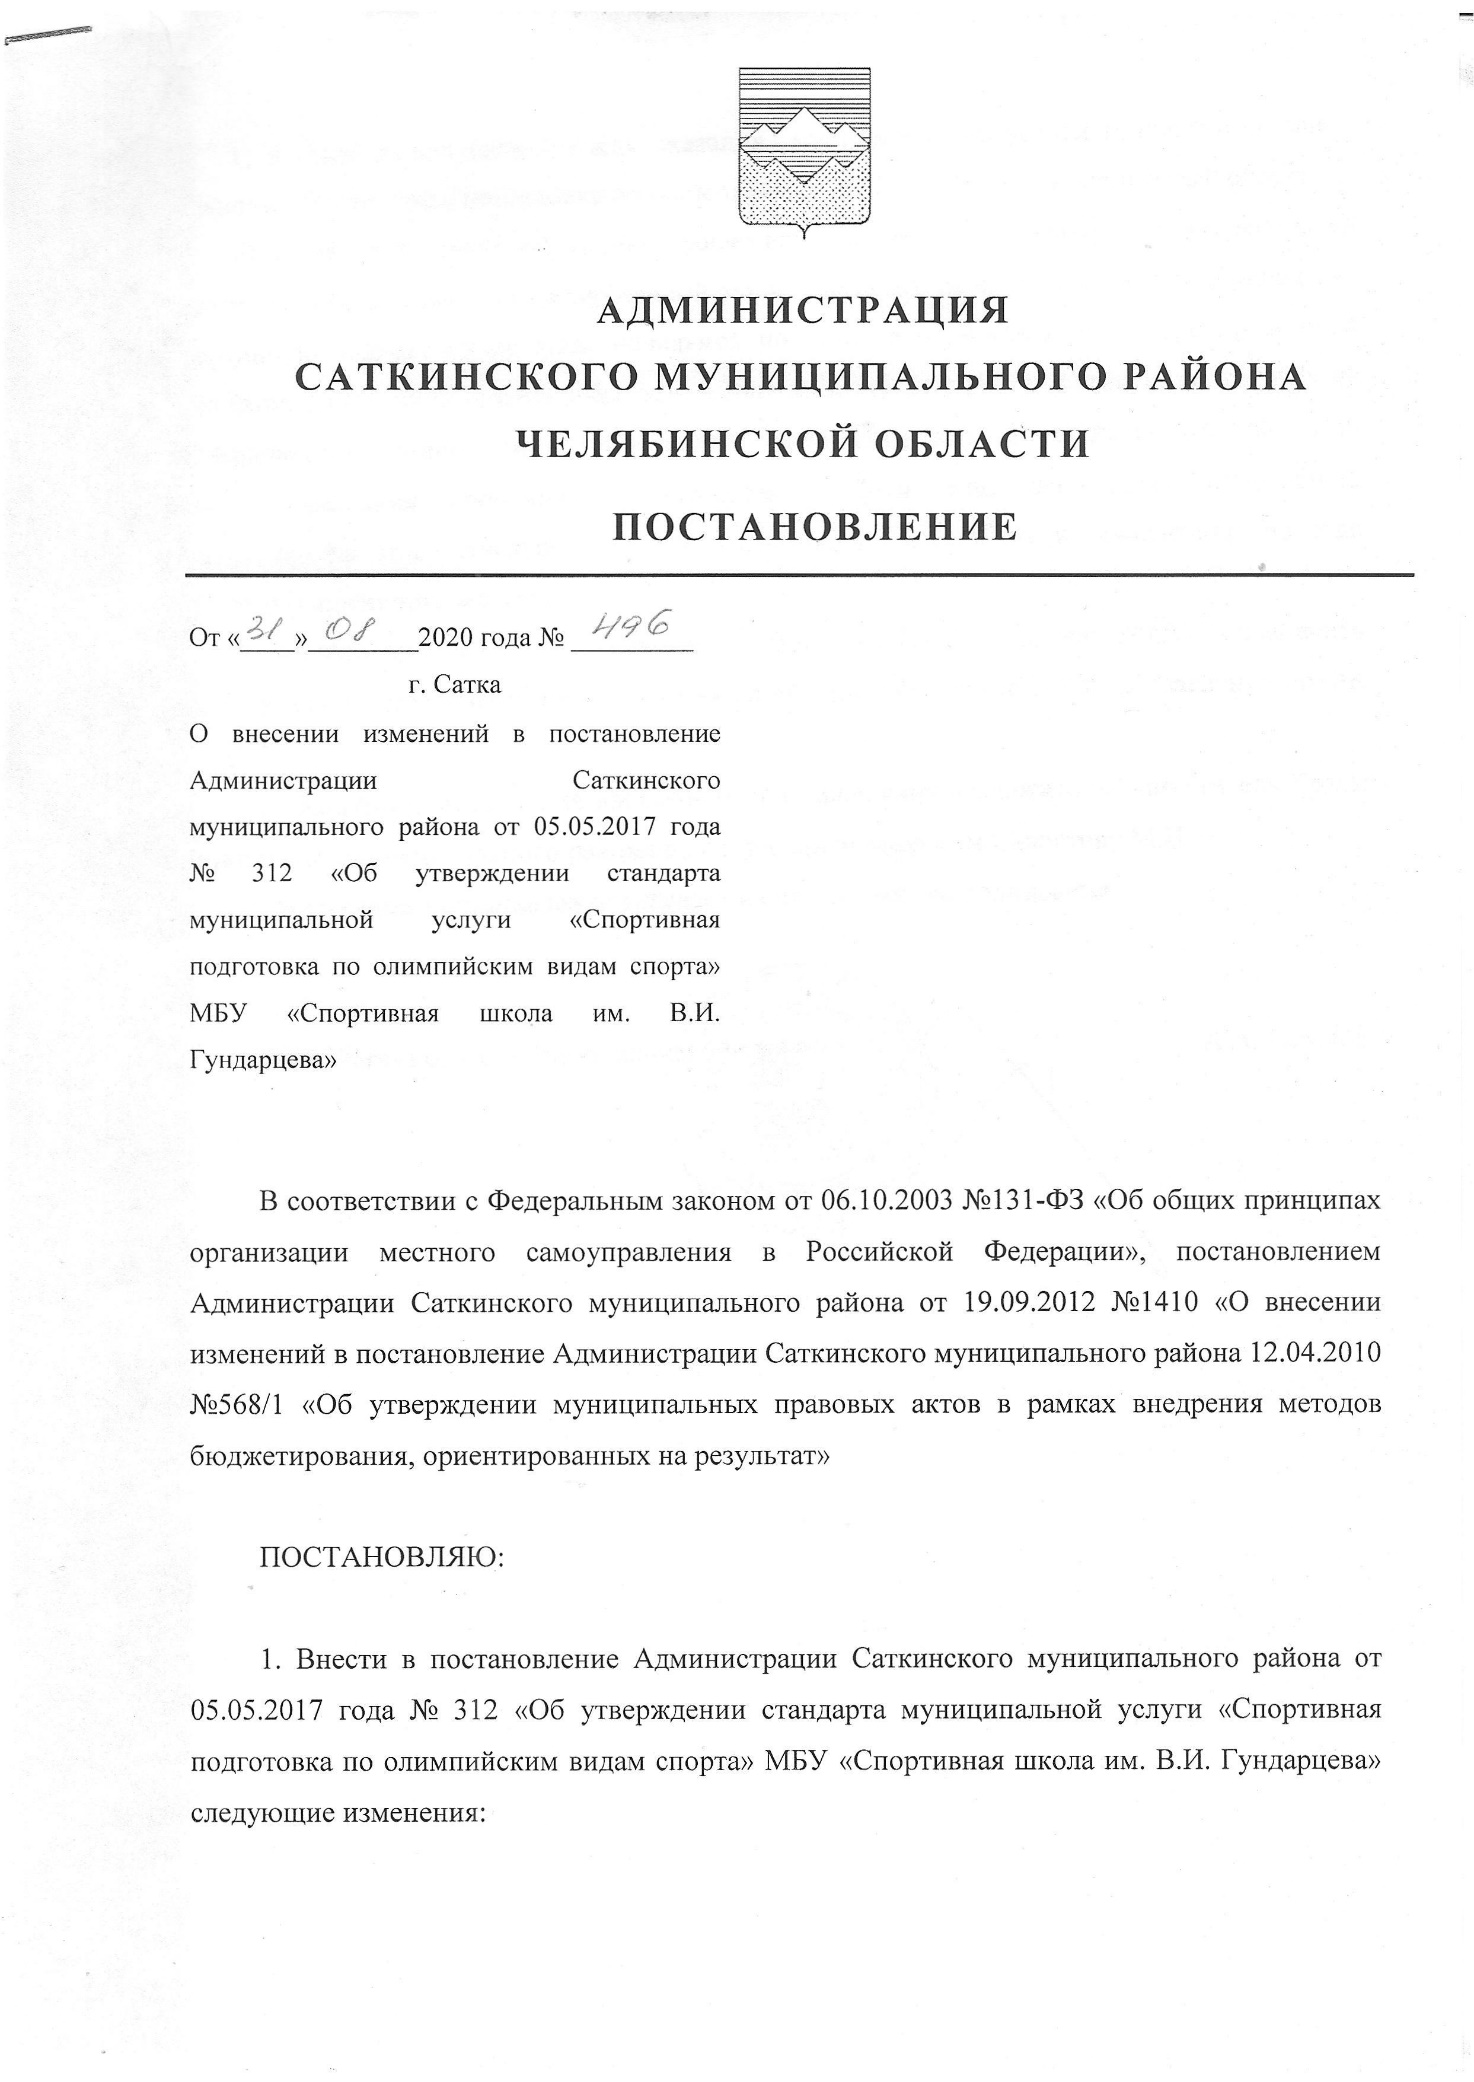 АДМИНИСТРАЦИЯ
САТКИНСКОГО МУНИЦИПАЛЬНОГО РАЙОНА
ЧЕЛЯБИНСКОЙ ОБЛАСТИ
ПОСТАНОВЛЕНИЕ
От «31» 08 2020 года № 496
г. Сатка
О внесении изменений в постановление
Администрации Саткинского
муниципального района от 05.05.2017 года
№ 312 «Об утверждении стандарта
муниципальной услуги «Спортивная
подготовка по олимпийским видам спорта»
МБУ «Спортивная школа им. В.И.
Гундарцева»
В соответствии с Федеральным законом от 06.10.2003 №131-ФЗ «Об общих принципах
организации местного самоуправления в Российской Федерации», постановлением
Администрации Саткинского муниципального района от 19.09.2012 №1410 «О внесении
изменений в постановление Администрации Саткинского муниципального района 12.04.2010
№568/1 «Об утверждении муниципальных правовых актов в рамках внедрения методов
бюджетирования, ориентированных на результат»
ПОСТАНОВЛЯЮ:
1. Внести в постановление Администрации Саткинского муниципального района от
05.05.2017 года № 312 «Об утверждении стандарта муниципальной услуги «Спортивная
подготовка по олимпийским видам спорта» МБУ «Спортивная школа им. В.И. Гундарцева»
следующие изменения: